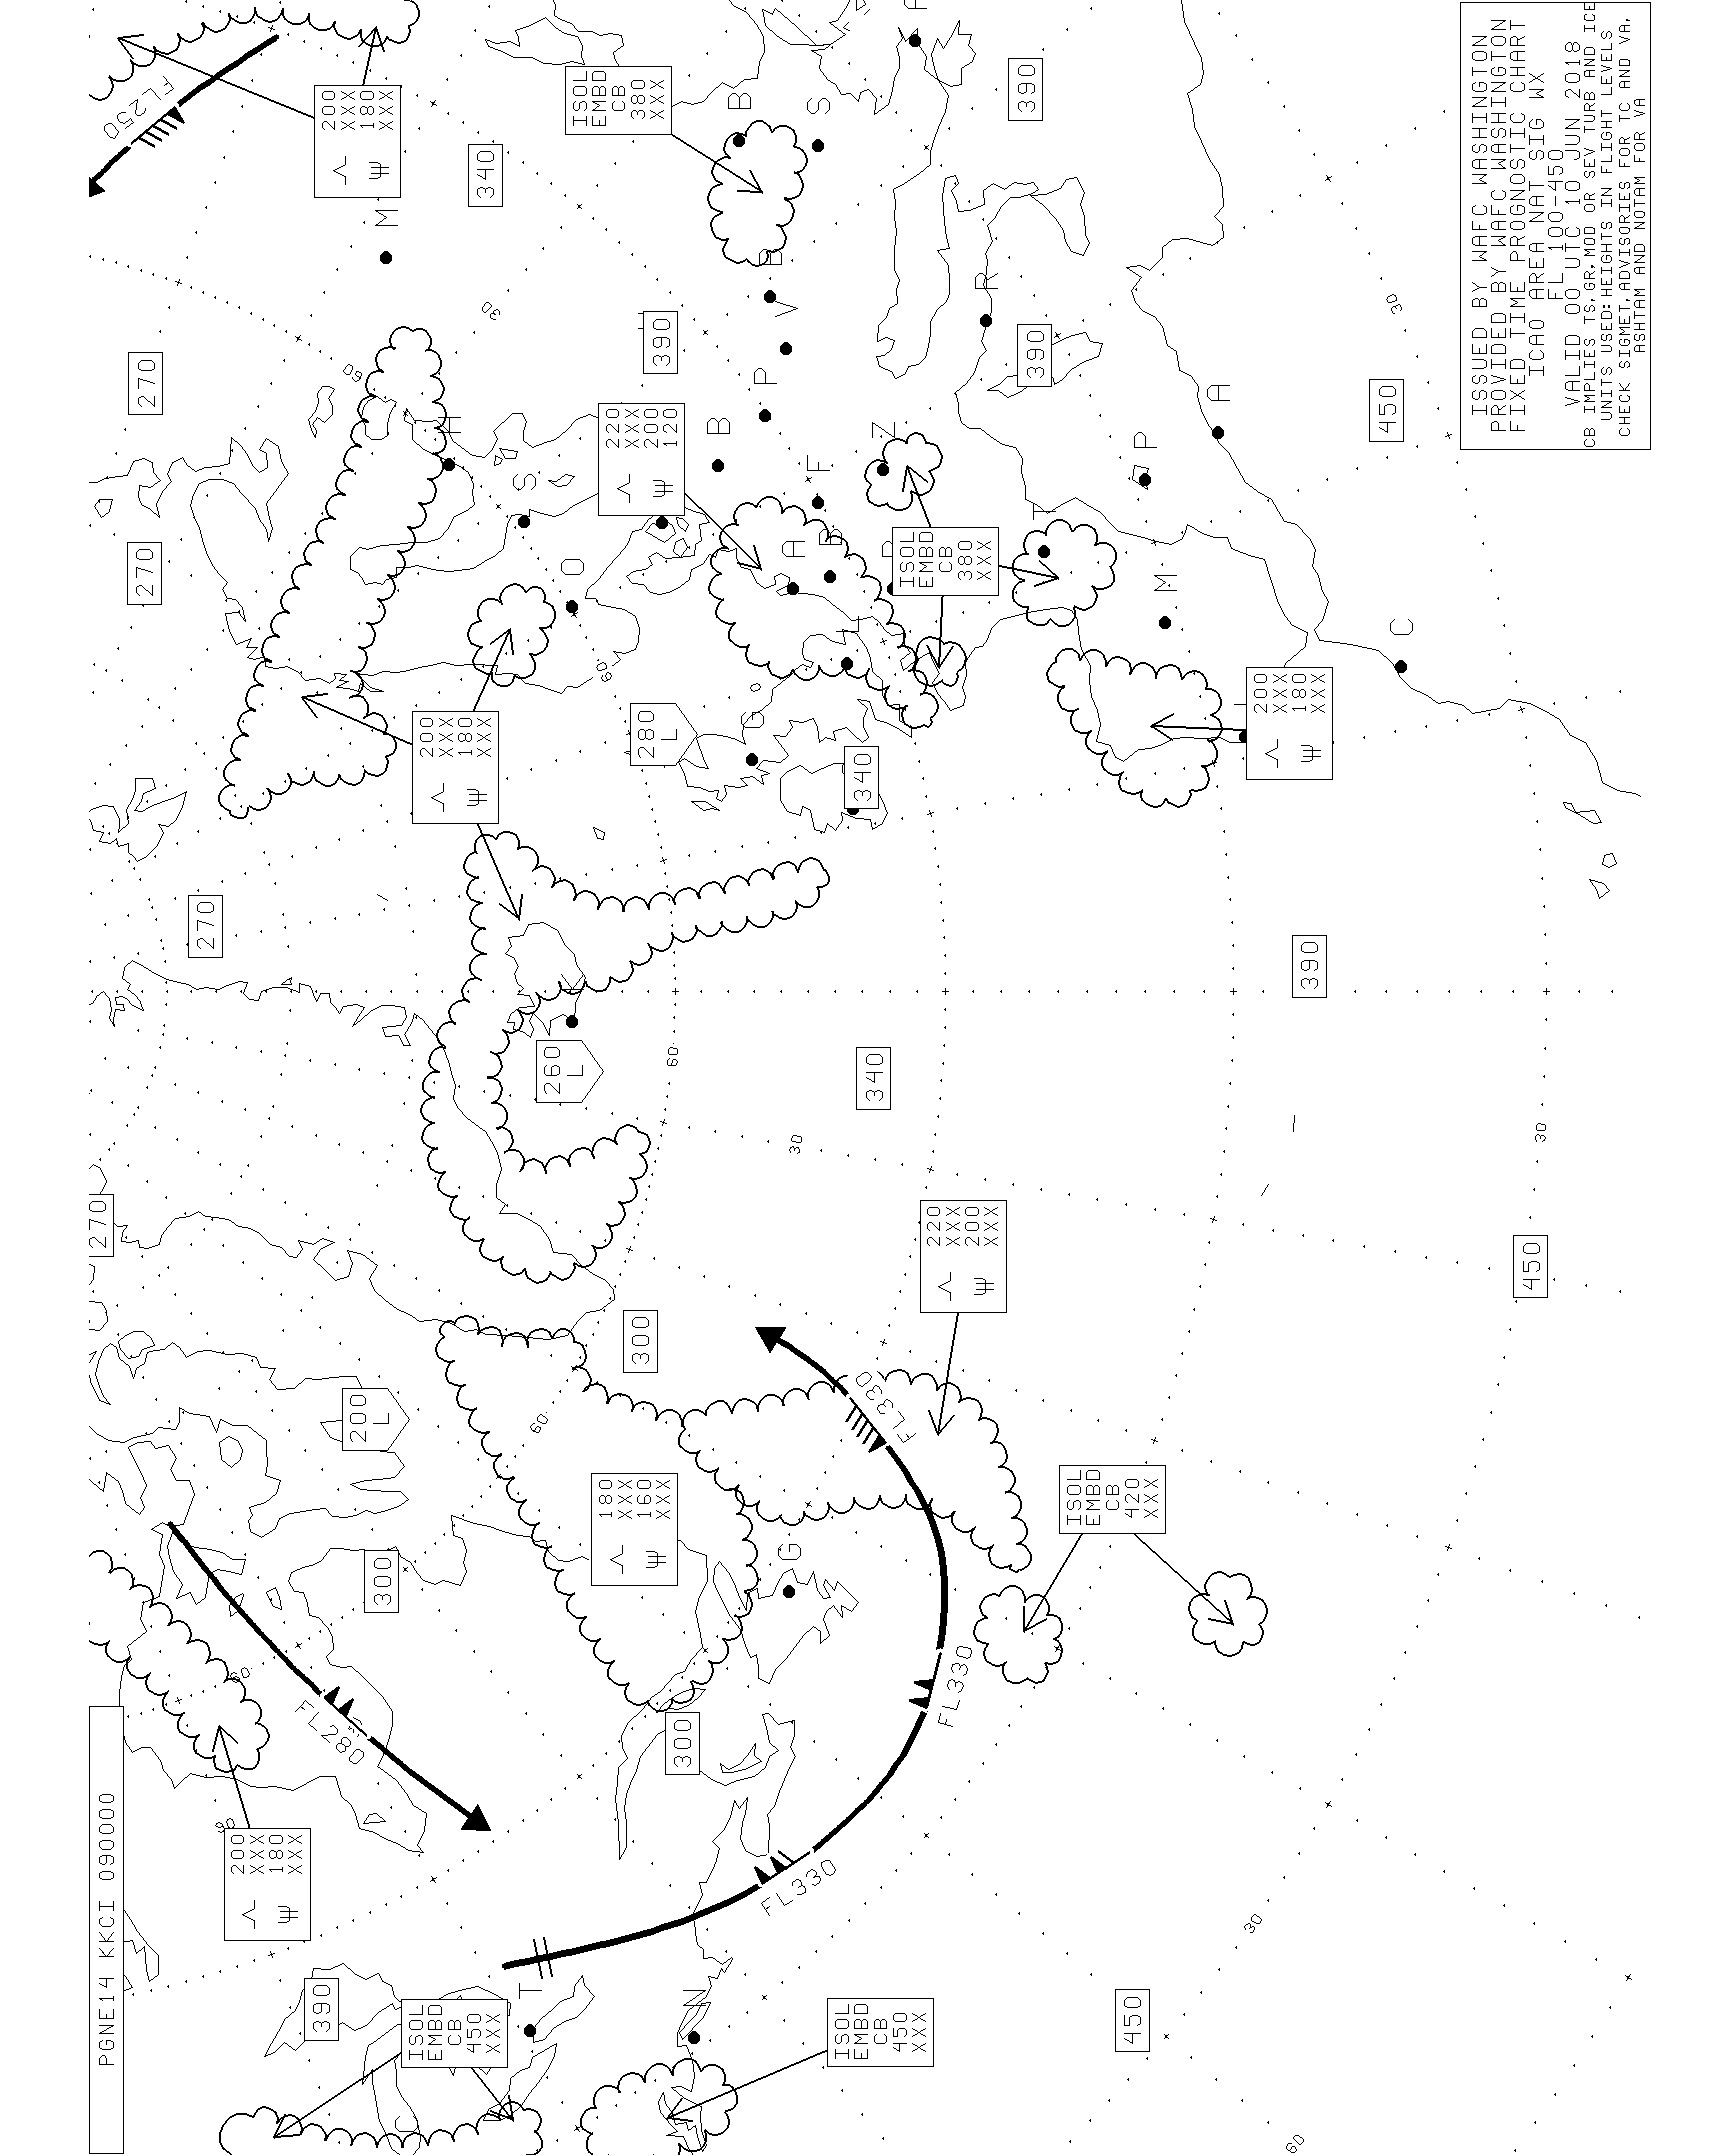 PGNE14 KKCI 090000
270
FL250
270
270
270
200
XXX
180
XXX
60
FL280
390
300
200
L
60
200
XXX
180
XXX
M
60
30
340
ISOL
EMBD
CB
450
XXX
200
XXX
180
XXX
H
T
S
60
260
L
O
ISOL
EMBD
CB
380
XXX
180
XXX
160
XXX
60
220
XXX
200
120
300
280
L
390
300
60
N
B
G
B
FL330
30
G
P
B
V
A
S
F
B
L
340
340
ISOL
EMBD
CB
450
XXX
FL330
Z
ISOL
EMBD
CB
380
XXX
220
XXX
200
XXX
FL330
R
390
390
T
ISOL
EMBD
CB
420
XXX
450
P
M
A
30
200
XXX
180
XXX
60
390
450
30
C
450
30
ISSUED BY WAFC WASHINGTON
PROVIDED BY WAFC WASHINGTON
FIXED TIME PROGNOSTIC CHART
ICAO AREA NAT SIG WX
FL 100-450
VALID 00 UTC 10 JUN 2018
CB IMPLIES TS,GR,MOD OR SEV TURB AND ICE
UNITS USED:HEIGHTS IN FLIGHT LEVELS
CHECK SIGMET,ADVISORIES FOR TC AND VA,
ASHTAM AND NOTAM FOR VA